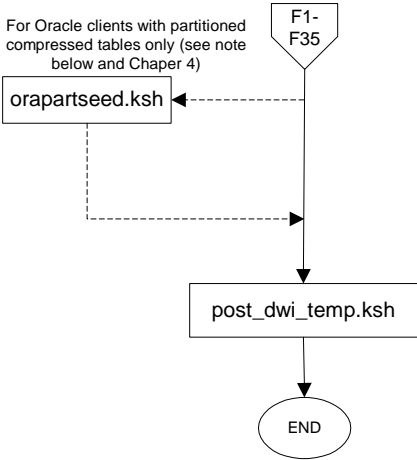 For Oracle clients with partitioned
compressed tables only (see note
below and Chaper 4)
F1-
F35
orapartseed.ksh
post_dwi_temp.ksh
END